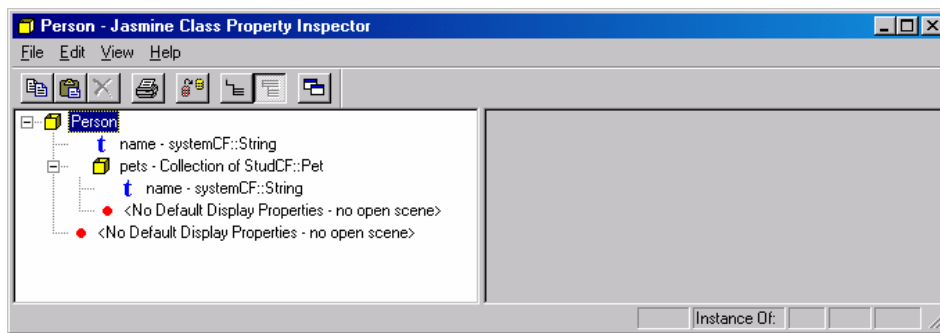 Person - Jasmine Class Property Inspector
File Edit View Help
Person
t name - systemCF::String
pets - Collection of StudCF::Pet
t name - systemCF::String
<No Default Display Properties - no open scene>
<No Default Display Properties - no open scene>
Instance Of: